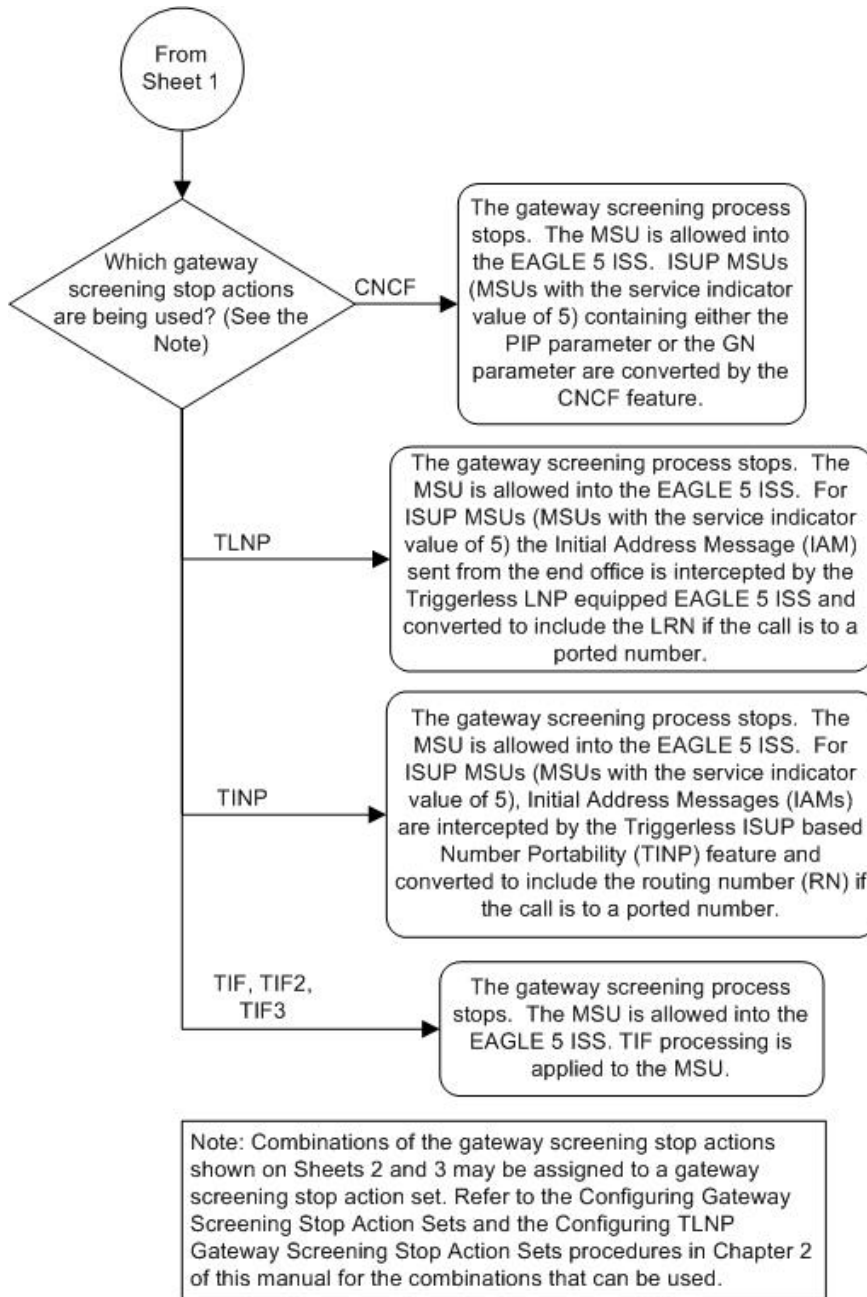 From
Sheet 1
Which gateway
screening stop actions
are being used? (See the
Note)
CNCF
The gateway screening process
stops. The MSU is allowed into
the EAGLE 5 ISS. ISUP MSUs
(MSUs with the service indicator
value of 5) containing either the
PIP parameter or the GN
parameter are converted by the
CNCF feature.
TLNP
The gateway screening process stops. The
MSU is allowed into the EAGLE 5 ISS. For
ISUP MSUs (MSUs with the service indicator
value of 5) the Initial Address Message (IAM)
sent from the end office is intercepted by the
Triggerless LNP equipped EAGLE 5 ISS and
converted to include the LRN if the call is to a
ported number.
TINP
The gateway screening process stops. The
MSU is allowed into the EAGLE 5 ISS. For
ISUP MSUs (MSUs with the service indicator
value of 5), Initial Address Messages (IAMs)
are intercepted by the Triggerless ISUP based
Number Portability (TINP) feature and
converted to include the routing number (RN) if
the call is to a ported number.
TIF, TIF2,
TIF3
The gateway screening process
stops. The MSU is allowed into the
EAGLE 5 ISS. TIF processing is
applied to the MSU.
Note: Combinations of the gateway screening stop actions
shown on Sheets 2 and 3 may be assigned to a gateway
screening stop action set. Refer to the Configuring Gateway
Screening Stop Action Sets and the Configuring TLNP
Gateway Screening Stop Action Sets procedures in Chapter 2
of this manual for the combinations that can be used.